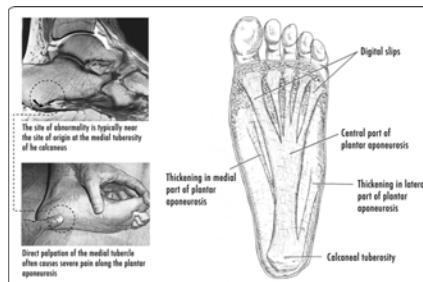 The site of abnormality is typically near
the site of origin at the medial tuberosity
of he calcaneus
Direct palpation of the medial tubercle
often causes severe pain along the plantar
aponeurosis
Digital slips
Central part of
plantar aponeurosis
Thickening in medial
part of plantar
aponeurosis
Thickening in latera
part of plantar
aponeurosis
Calcaneal tuberosity